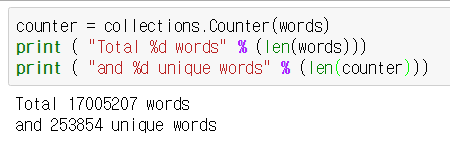 counter = collections.Counter(words)
print ( "Total %d words" % (len(words)))
print ( "and %d unique words" % (len(counter)))
Total 17005207 words
and 253854 unique words